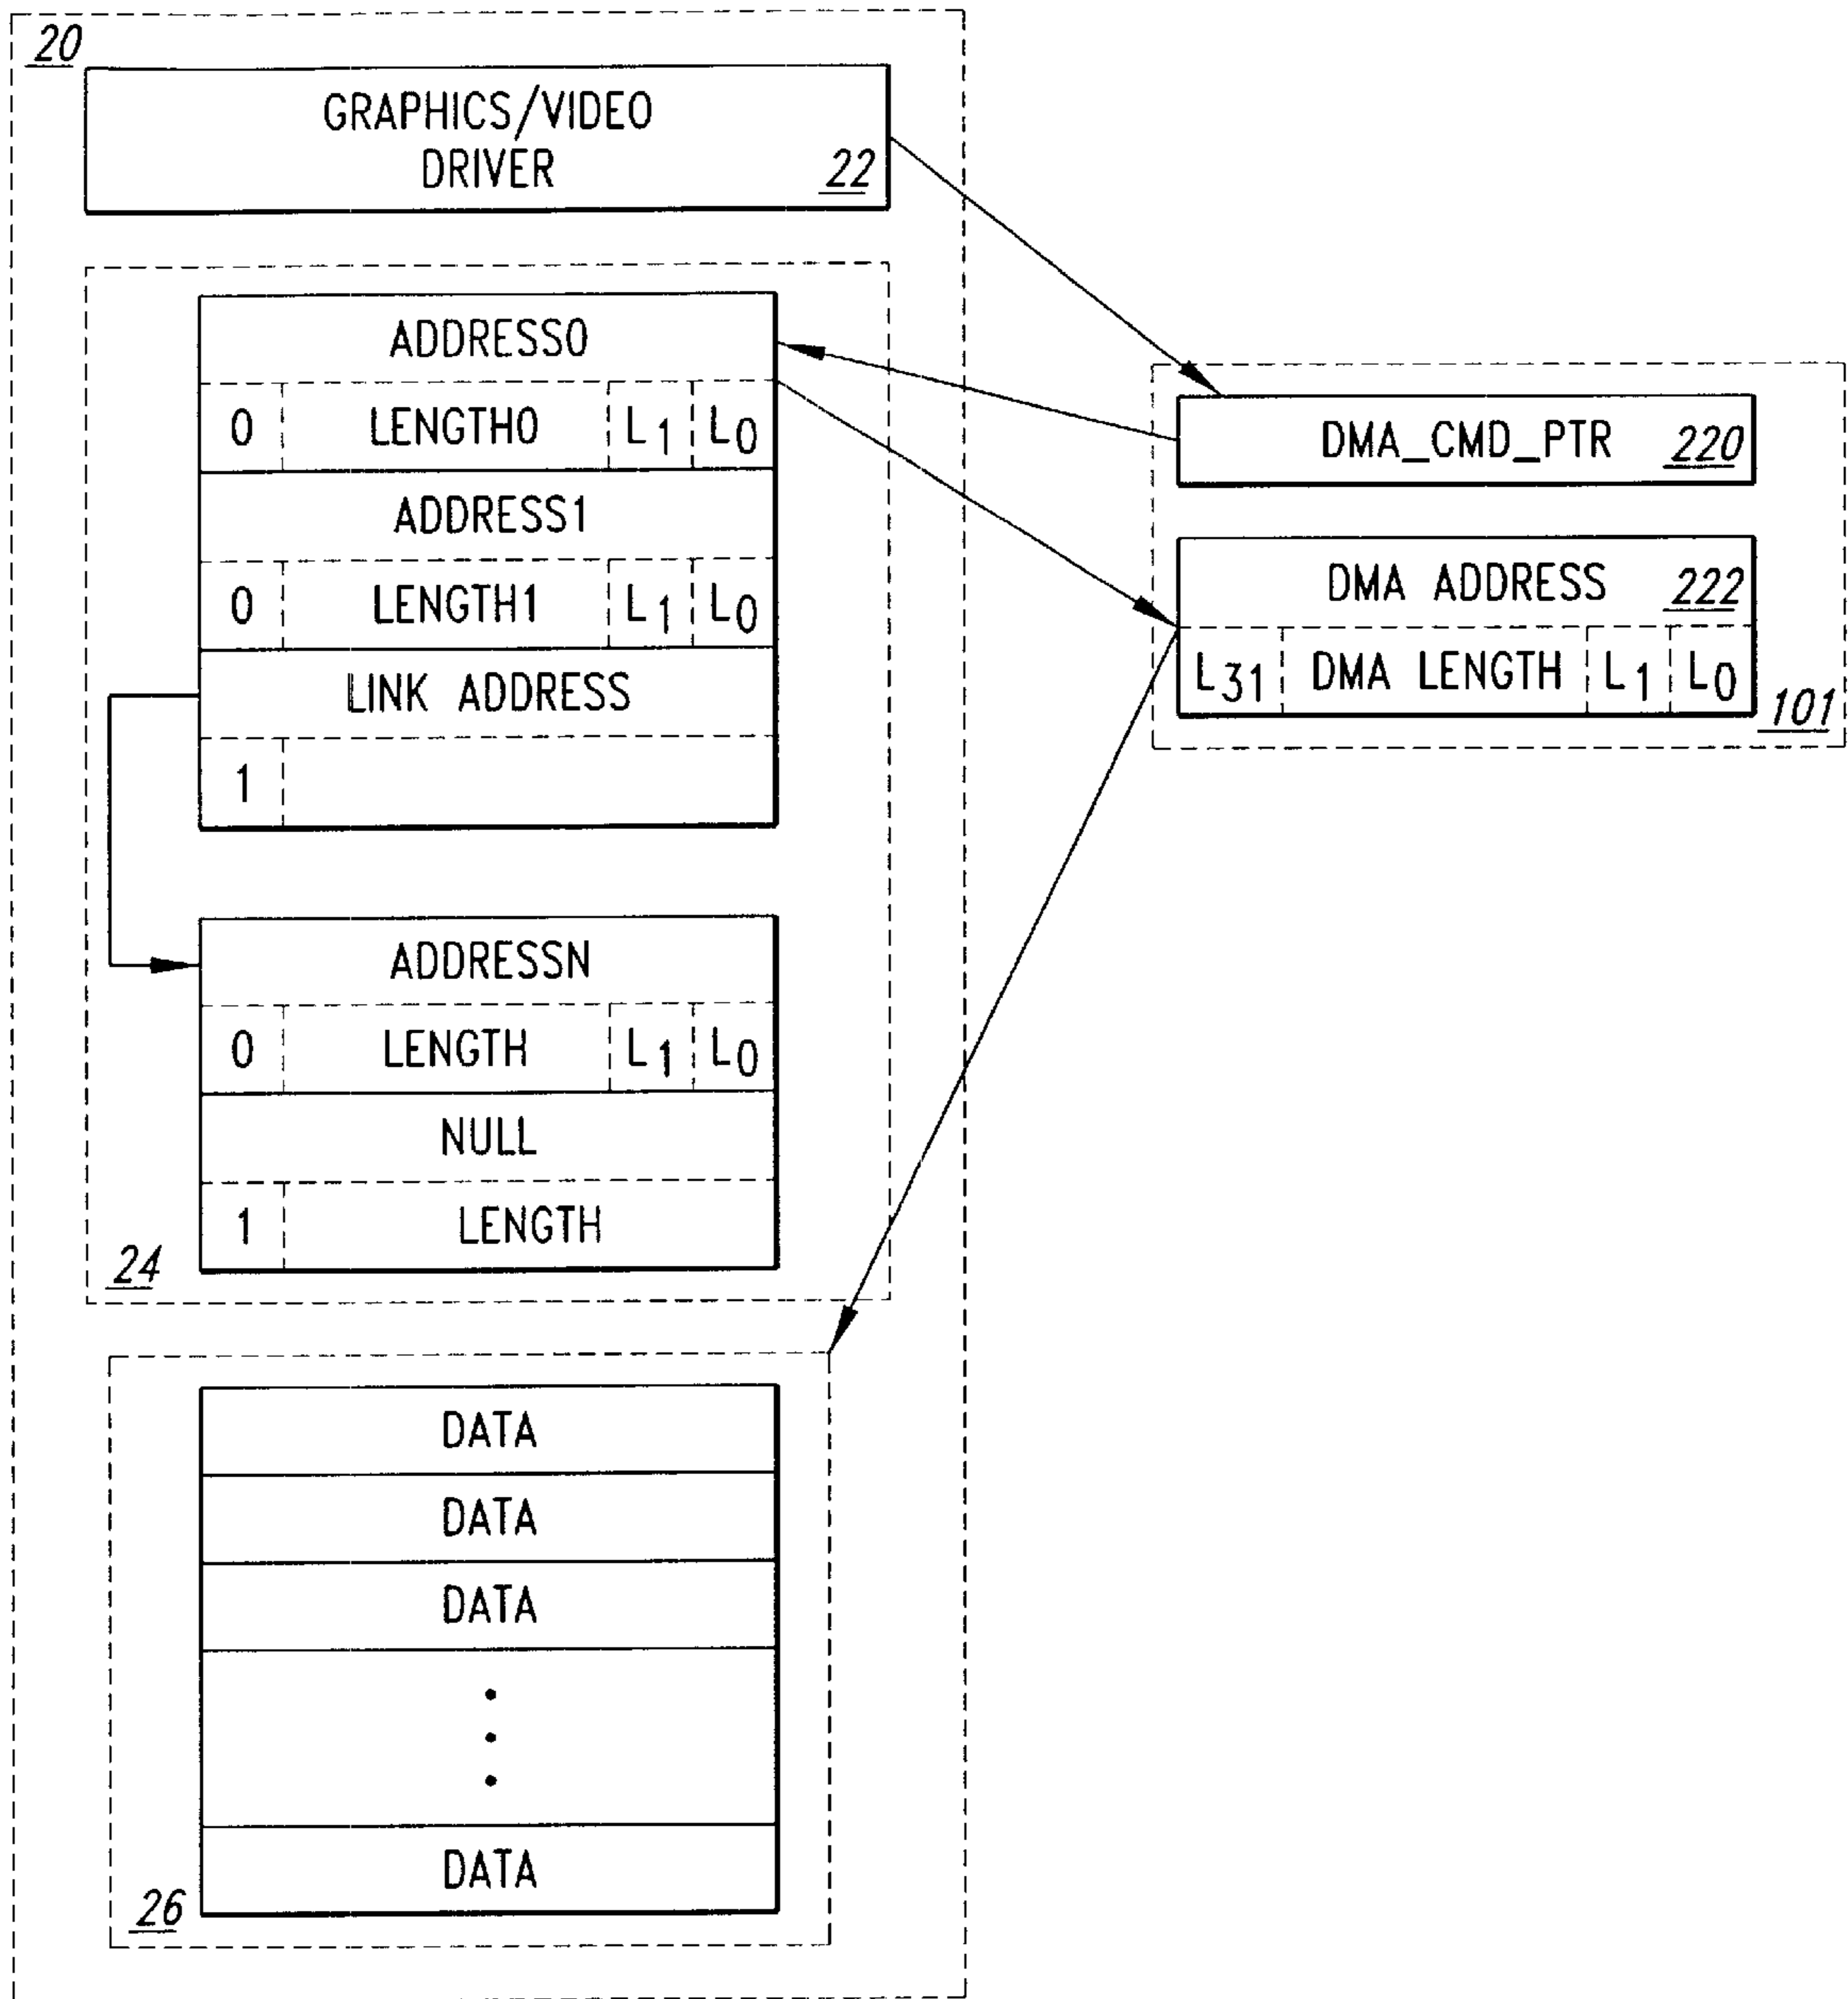 20
GRAPHICS/VIDEO
DRIVER 22
ADDRESS0
0 LENGTH0 L1 L0
ADDRESS1
0 LENGTH1 L1 L0
LINK ADDRESS
1
ADDRESSN
0 LENGTH L1 L0
NULL
1 LENGTH
24
DATA
DATA
DATA
DATA
26
DMA_CMD_PTR 220
DMA ADDRESS 222
L31 DMA LENGTH L1 L0
101